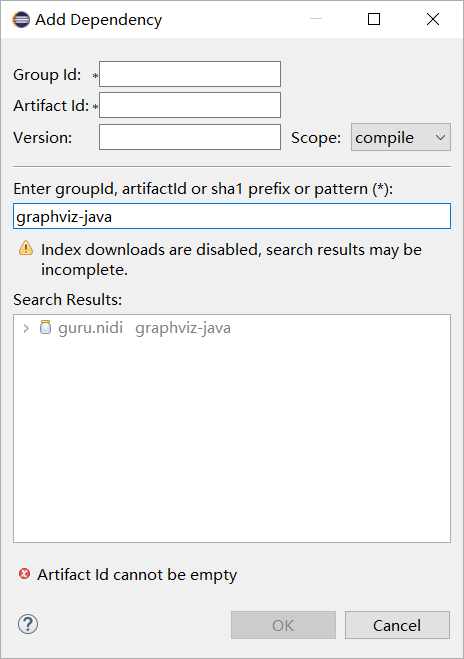 Add Dependency
Group Id: *
Artifact Id: *
Version: Scope: compile
Enter groupId, artifactId or sha1 prefix or pattern (*):
graphviz-java
Index downloads are disabled, search results may be
incomplete.
Search Results:
guru.nidi graphviz-java
Artifact Id cannot be empty
? OK Cancel